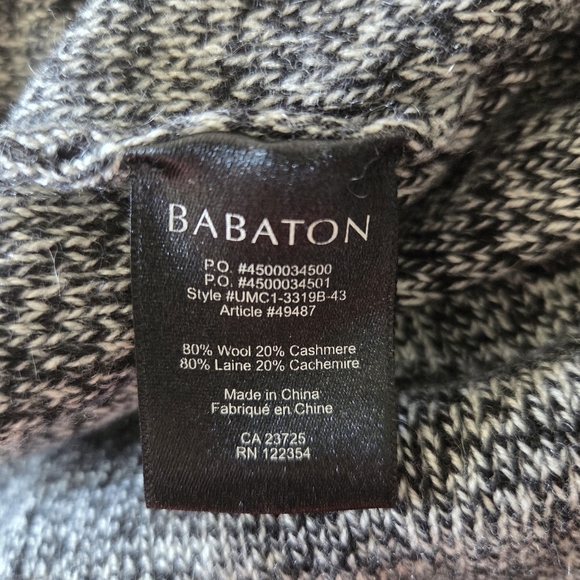 BABATON
P.O. #4500034500
P.O. #4500034501
Style #UMC1-3319B-43
Article #49487
80% Wool 20% Cashmere
80% Laine 20% Cachemire
Made in China
Fabriqué en Chine
CA 23725
RN 122354